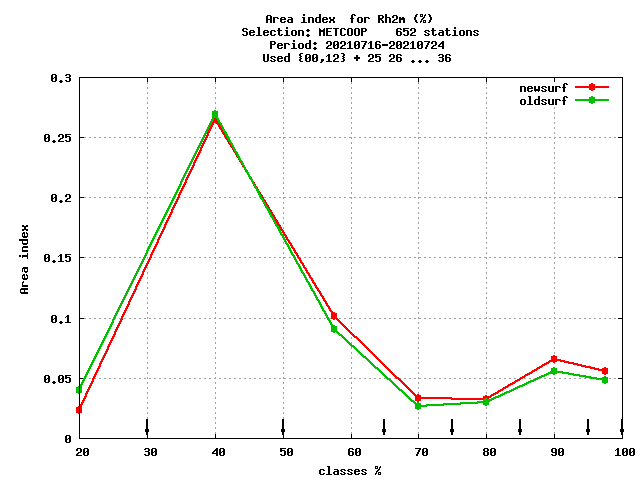 Area index  for Rh2m (%)
Selection: METCOOP    652 stations
Period: 20210716-20210724
Used {00,12} + 25 26 ... 36
newsurf
oldsurf
0.3
0.25
0.2
0.15
0.1
0.05
0
Area index
20 30 40 50 60 70 80 90 100
classes %